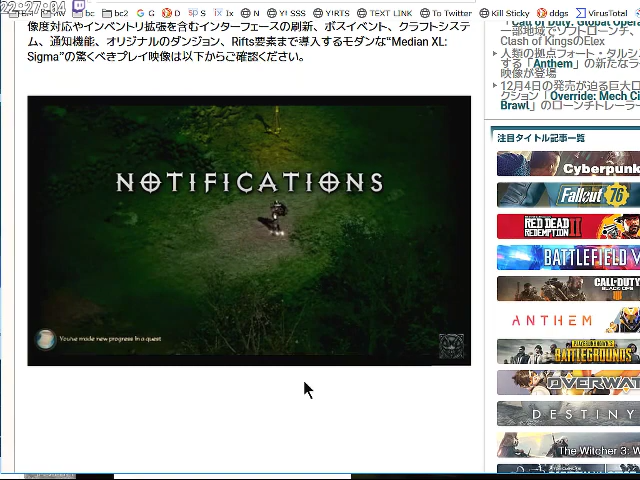 22:27:04
bc
bc2
G
G
D
S
Ix
N
Y! SSS
Y!RTS
TEXT LINK
To Twitter
Kill Sticky
ddgs
VirusTotal
像度対応やインベントリ拡張を含むインターフェースの刷新、ボスイベント、クラフトシステ
ム、通知機能、オリジナルのダンジョン、Rifts要素まで導入するモダンな“Median XL:
Sigma”の驚くべきプレイ映像は以下からご確認ください。
NOTIFICATIONS
You've made new progress in a quest
一部地域でソフトローンチ、
Clash of KingsのElex
人類の拠点フォート・タルシ
する「Anthem」の新たなラ
映像が登場
12月4日の発売が迫る巨大ロ
クション「Override: Mech Ci
Brawl」のローンチトレーラー
注目タイトル記事一覧
Cyberpunk
Fallout 76
RED DEAD
REDEMPTION II
BATTLEFIELD V
CALL OF DUTY
BLACK OPS
ANTHEM
BATTLEGROUNDS
OVERWAT
DESTINY
The Witcher 3: W